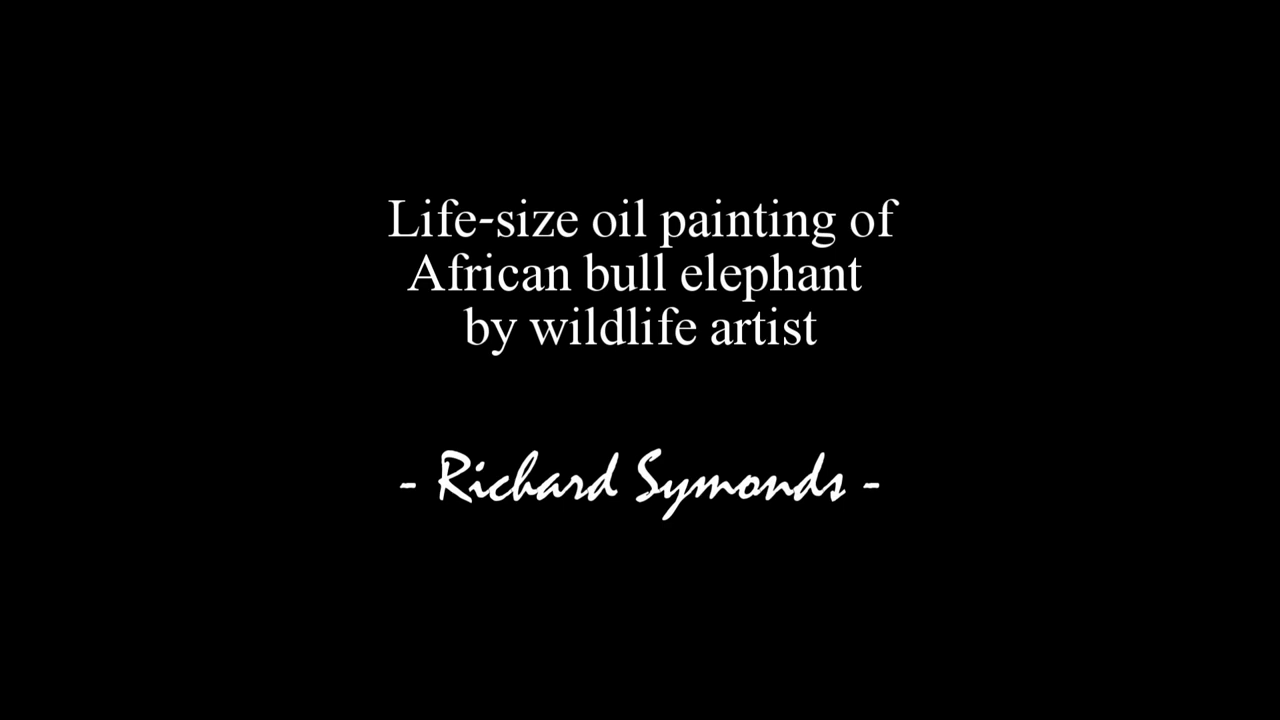 Life-size oil painting of
African bull elephant
by wildlife artist
- Richard Symonds -